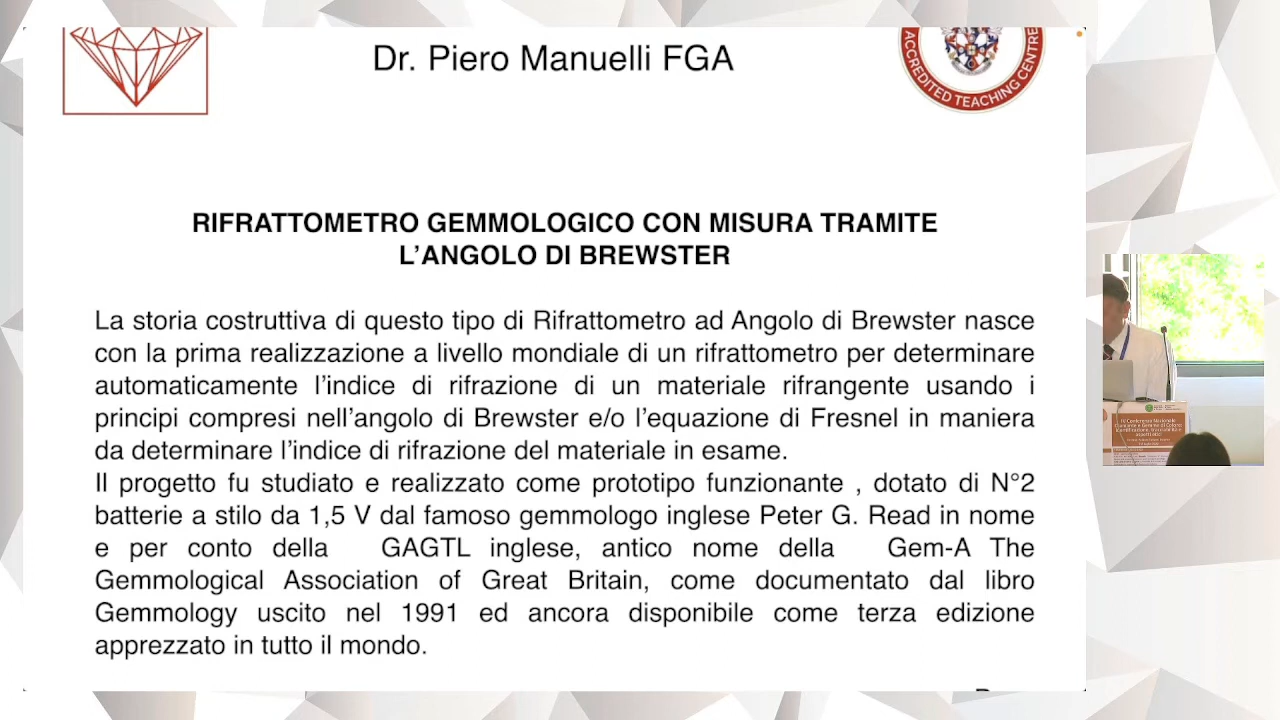 Dr. Piero Manuelli FGA
ACCREDITED TEACHING CENTRE
RIFRATTOMETRO GEMMOLOGICO CON MISURA TRAMITE
L'ANGOLO DI BREWSTER
La storia costruttiva di questo tipo di Rifrattometro ad Angolo di Brewster nasce
con la prima realizzazione a livello mondiale di un rifrattometro per determinare
automaticamente l'indice di rifrazione di un materiale rifrangente usando i
principi compresi nell'angolo di Brewster e/o l'equazione di Fresnel in maniera
da determinare l'indice di rifrazione del materiale in esame.
Il progetto fu studiato e realizzato come prototipo funzionante , dotato di N°2
batterie a stilo da 1,5 V dal famoso gemmologo inglese Peter G. Read in nome
e per conto della GAGTL inglese, antico nome della Gem-A The
Gemmological Association of Great Britain, come documentato dal libro
Gemmology uscito nel 1991 ed ancora disponibile come terza edizione
apprezzato in tutto il mondo.